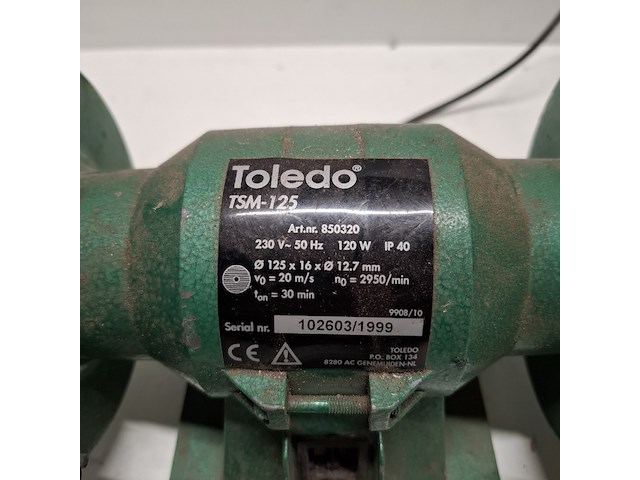 Toledo®
TSM-125
Art.nr. 850320
230 V~ 50 Hz 120 W IP 40
Ø 125 x 16 x Ø 12.7 mm
v0 = 20 m/s n0 = 2950/min
ton = 30 min
9908/10
Serial nr. 102603/1999
CE
TOLEDO
P.O. BOX 134
8280 AC GENEMUIDEN-NL